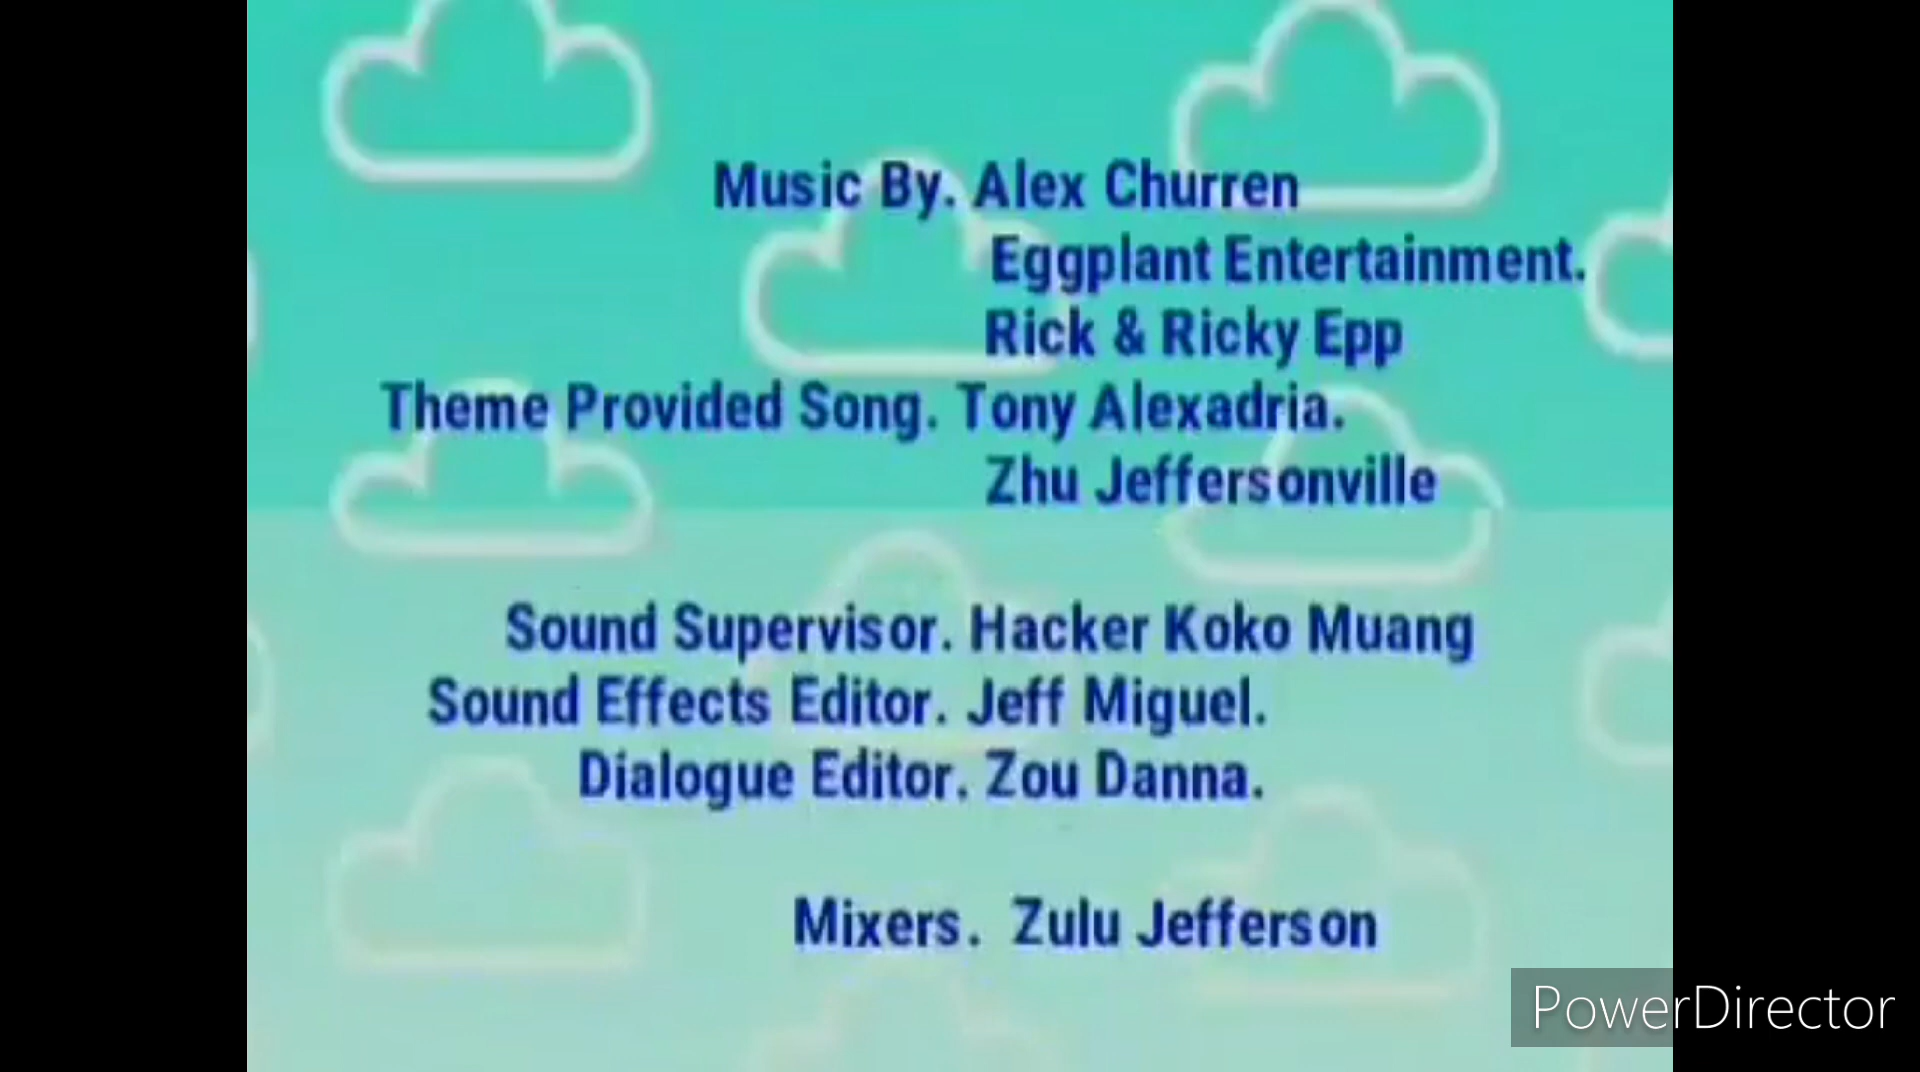 Music By. Alex Churren
Eggplant Entertainment.
Rick & Ricky Epp
Theme Provided Song. Tony Alexadria.
Zhu Jeffersonville
Sound Supervisor. Hacker Koko Muang
Sound Effects Editor. Jeff Miguel.
Dialogue Editor. Zou Danna.
Mixers. Zulu Jefferson
PowerDirector